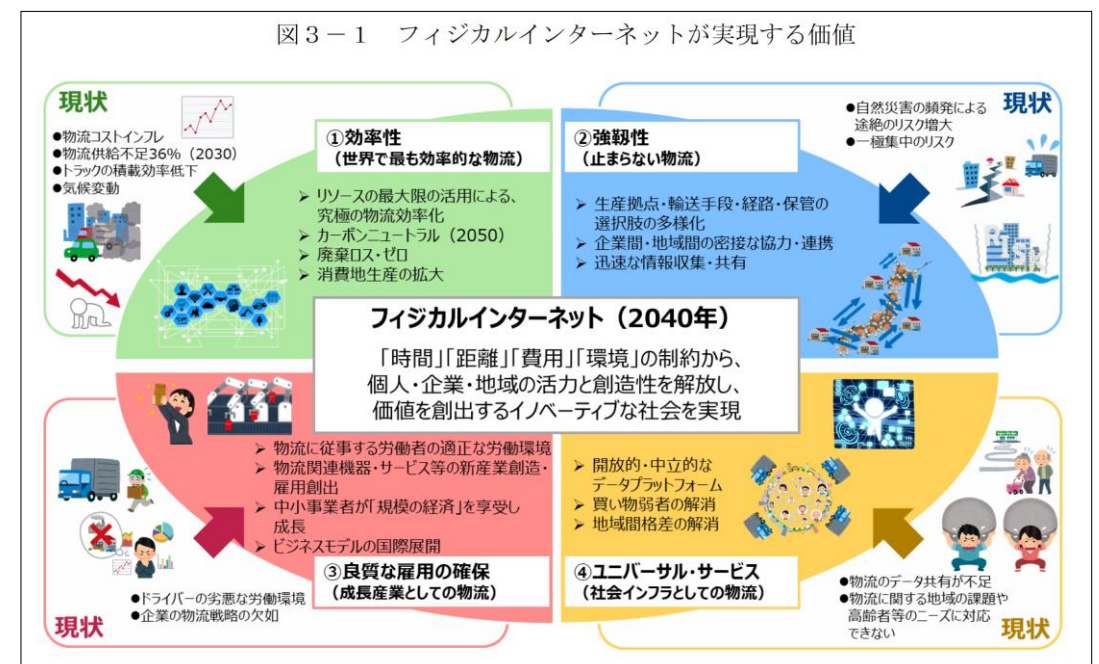 図３－１　フィジカルインターネットが実現する価値
現状
●物流コストインフレ
●物流供給不足36%（2030）
●トラックの積載効率低下
●気候変動
①効率性
（世界で最も効率的な物流）
➢ リソースの最大限の活用による、
究極の物流効率化
➢ カーボンニュートラル（2050）
➢ 廃棄ロス・ゼロ
➢ 消費地生産の拡大
②強靭性
（止まらない物流）
➢ 生産拠点・輸送手段・経路・保管の
選択肢の多様化
➢ 企業間・地域間の密接な協力・連携
➢ 迅速な情報収集・共有
●自然災害の頻発による
途絶のリスク増大
●一極集中のリスク
現状
RISK
フィジカルインターネット（2040年）
「時間」「距離」「費用」「環境」の制約から、
個人・企業・地域の活力と創造性を解放し、
価値を創出するイノベーティブな社会を実現
➢ 物流に従事する労働者の適正な労働環境
➢ 物流関連機器・サービス等の新産業創造・
雇用創出
➢ 中小事業者が「規模の経済」を享受し
成長
➢ ビジネスモデルの国際展開
③良質な雇用の確保
（成長産業としての物流）
●ドライバーの劣悪な労働環境
●企業の物流戦略の欠如
現状
➢ 開放的・中立的な
データプラットフォーム
➢ 買い物弱者の解消
➢ 地域間格差の解消
④ユニバーサル・サービス
（社会インフラとしての物流）
●物流のデータ共有が不足
●物流に関する地域の課題や
高齢者等のニーズに対応
できない
現状